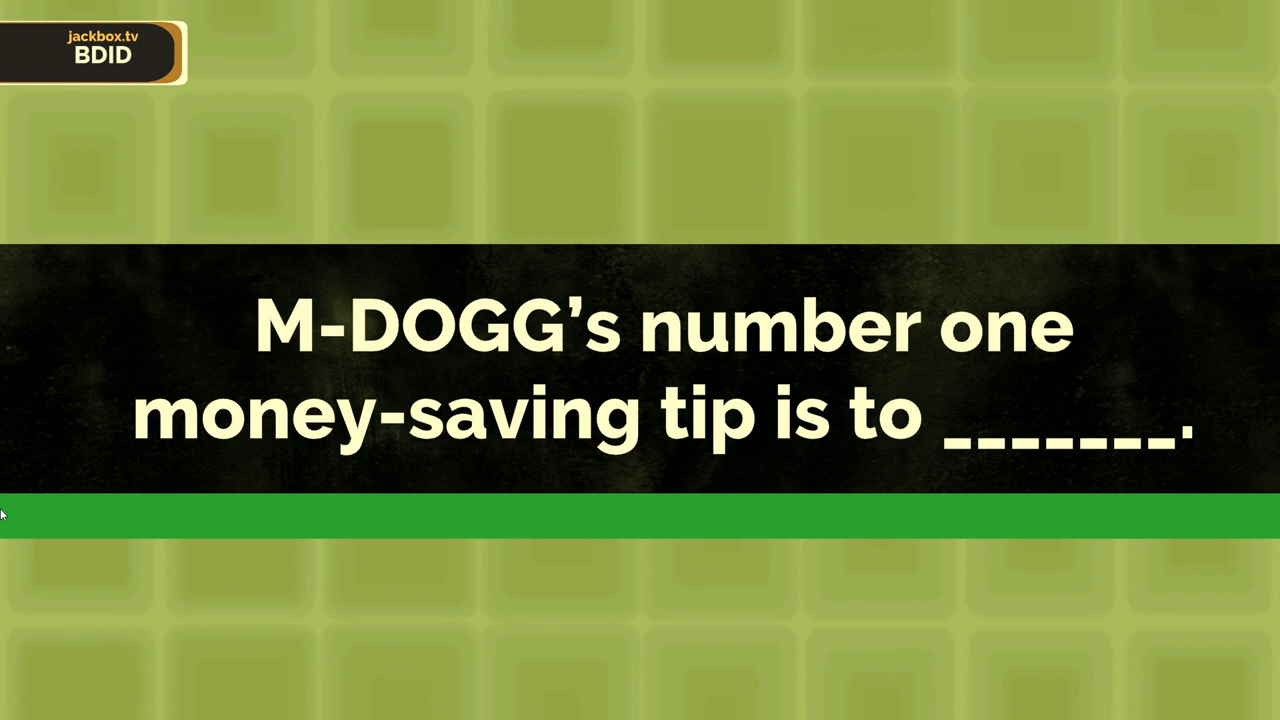 jackbox.tv
BDID
M-DOGG’s number one
money-saving tip is to _______.